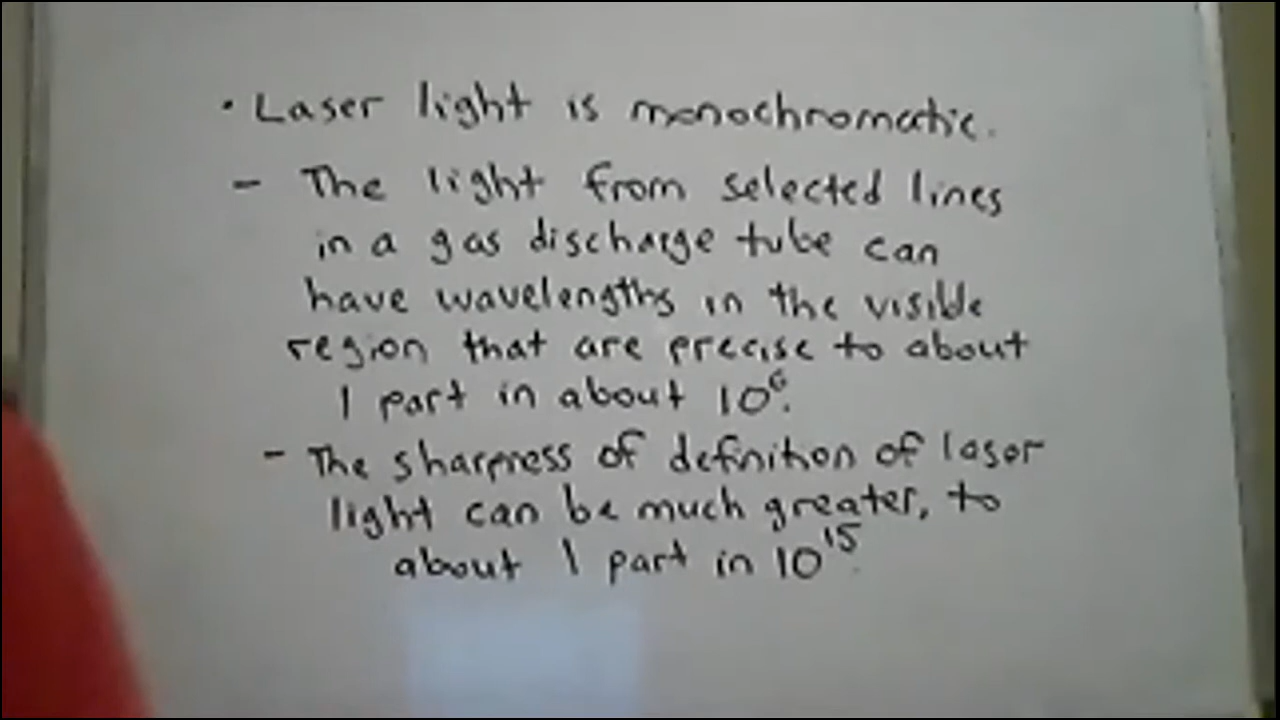 • Laser light is monochromatic.
- The light from selected lines
in a gas discharge tube can
have wavelengths in the visible
region that are precise to about
1 part in about 10⁶.
- The sharpness of definition of laser
light can be much greater, to
about 1 part in 10¹⁵.